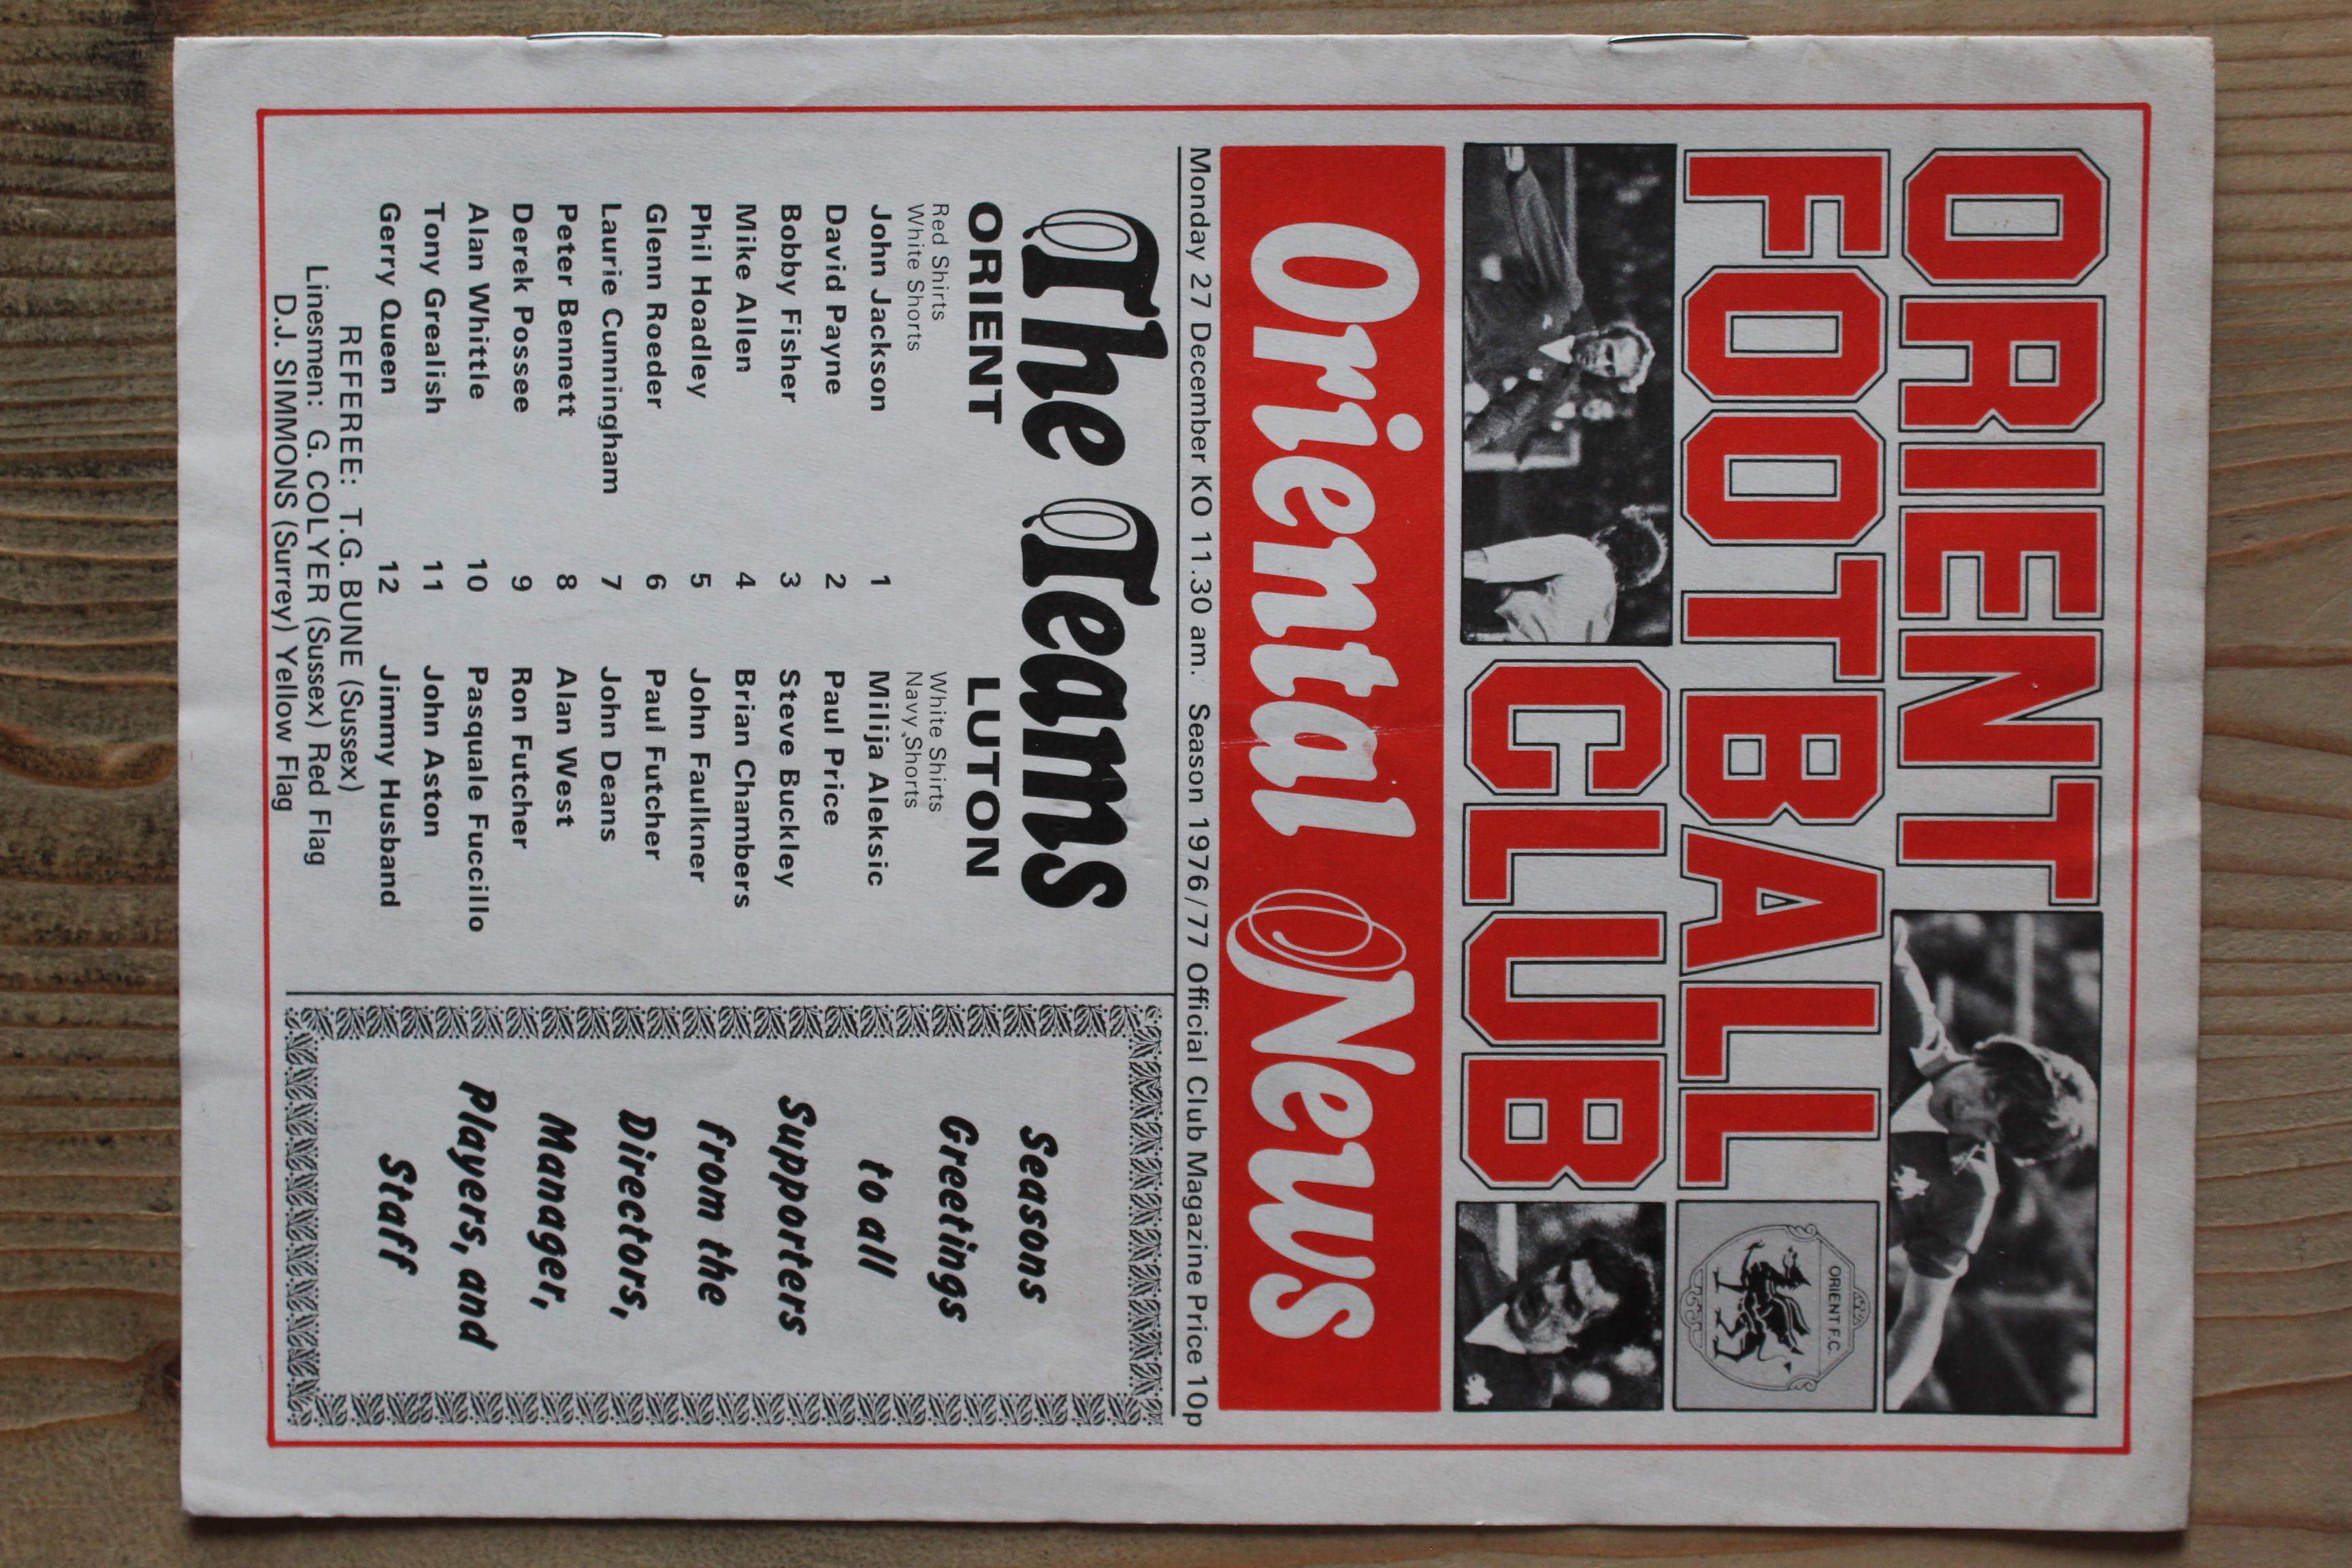 ORIENT
FOOTBALL
ORIENT F.C.
CLUB
Oriental News
Monday 27 December KO 11.30 am. Season 1976/77 Official Club Magazine Price 10p
The Teams
ORIENT LUTON
Red Shirts White Shirts
White Shorts Navy Shorts
John Jackson 1 Milija Aleksic
David Payne 2 Paul Price
Bobby Fisher 3 Steve Buckley
Mike Allen 4 Brian Chambers
Phil Hoadley 5 John Faulkner
Glenn Roeder 6 Paul Futcher
Laurie Cunningham 7 John Deans
Peter Bennett 8 Alan West
Derek Possee 9 Ron Futcher
Alan Whittle 10 Pasquale Fuccillo
Tony Grealish 11 John Aston
Gerry Queen 12 Jimmy Husband
REFEREE: T.G. BUNE (Sussex)
Linesmen: G. COLYER (Sussex) Red Flag
D.J. SIMMONS (Surrey) Yellow Flag
Seasons
Greetings
to all
Supporters
from the
Directors,
Manager,
Players, and
Staff